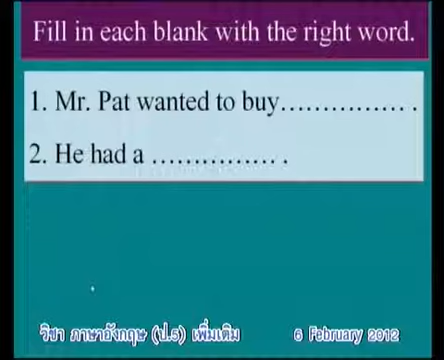 Fill in each blank with the right word.
1. Mr. Pat wanted to buy............... .
2. He had a ............... .
วิชา ภาษาอังกฤษ (ป.5) เพิ่มเติม 6 February 2012